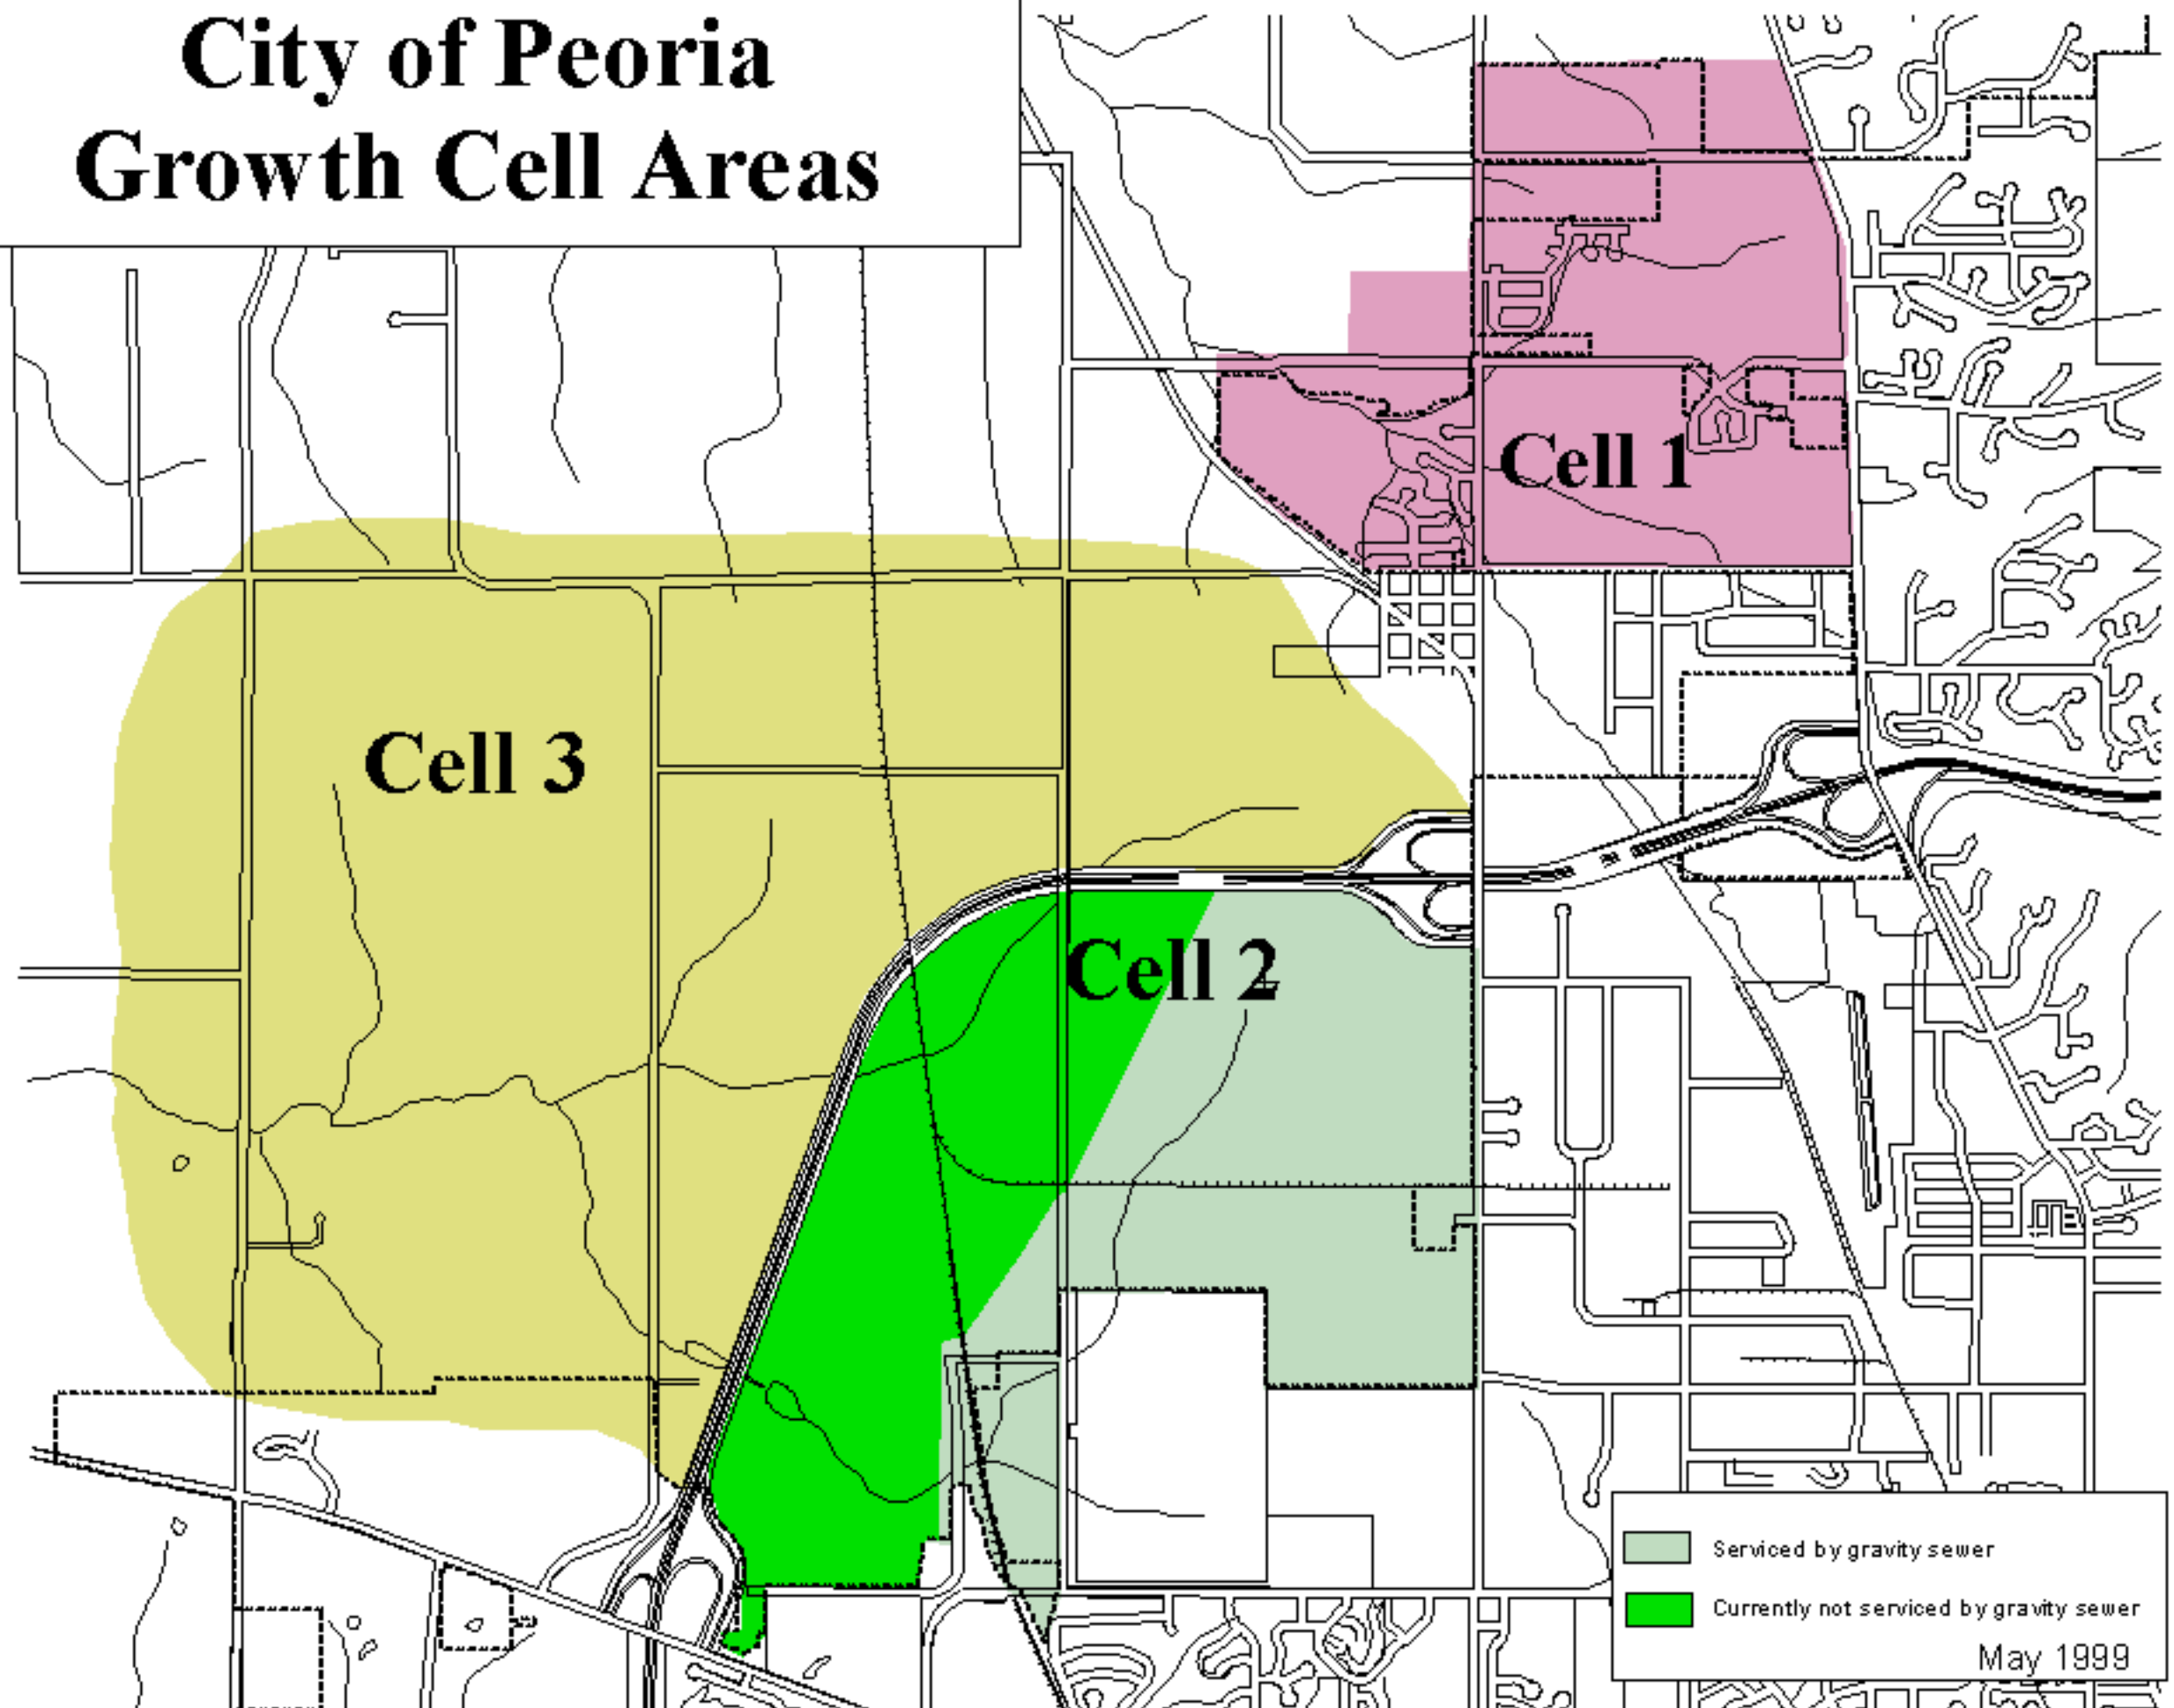 City of Peoria
Growth Cell Areas
Cell 1
Cell 3
Cell 2
Serviced by gravity sewer
Currently not serviced by gravity sewer
May 1999